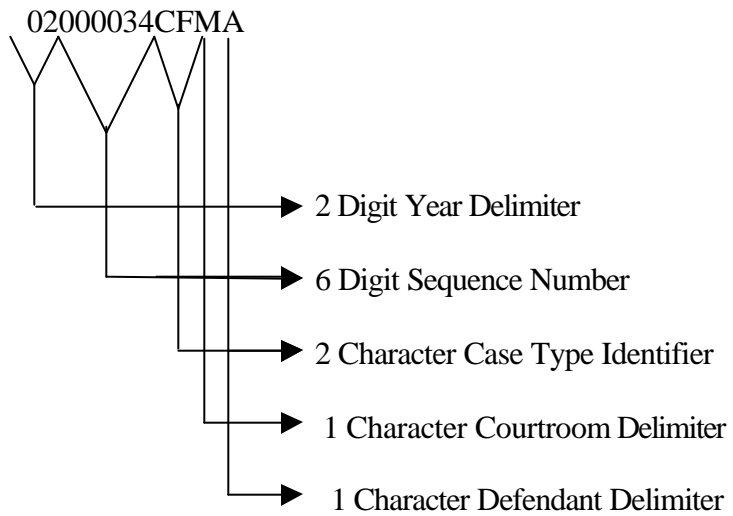 02000034CFMA
2 Digit Year Delimiter
6 Digit Sequence Number
2 Character Case Type Identifier
1 Character Courtroom Delimiter
1 Character Defendant Delimiter